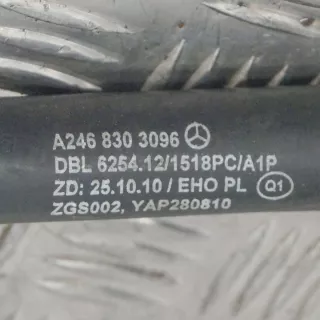 A246 830 3096
DBL 6254.12/1518PC/A1P
ZD: 25.10.10 / EHO PL Q1
ZGS002, YAP280810